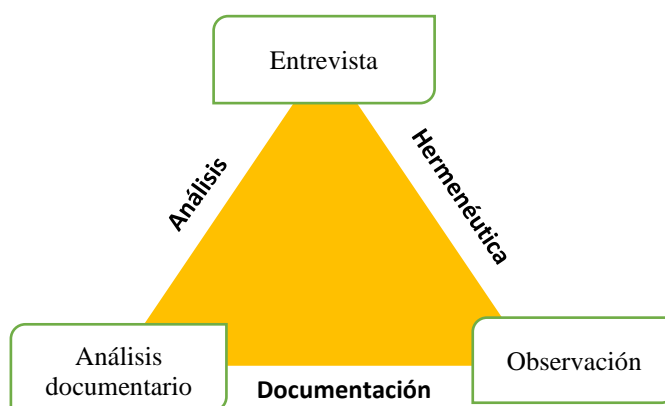 Entrevista
Análisis
Hermenéutica
Análisis
documentario
Observación
Documentación